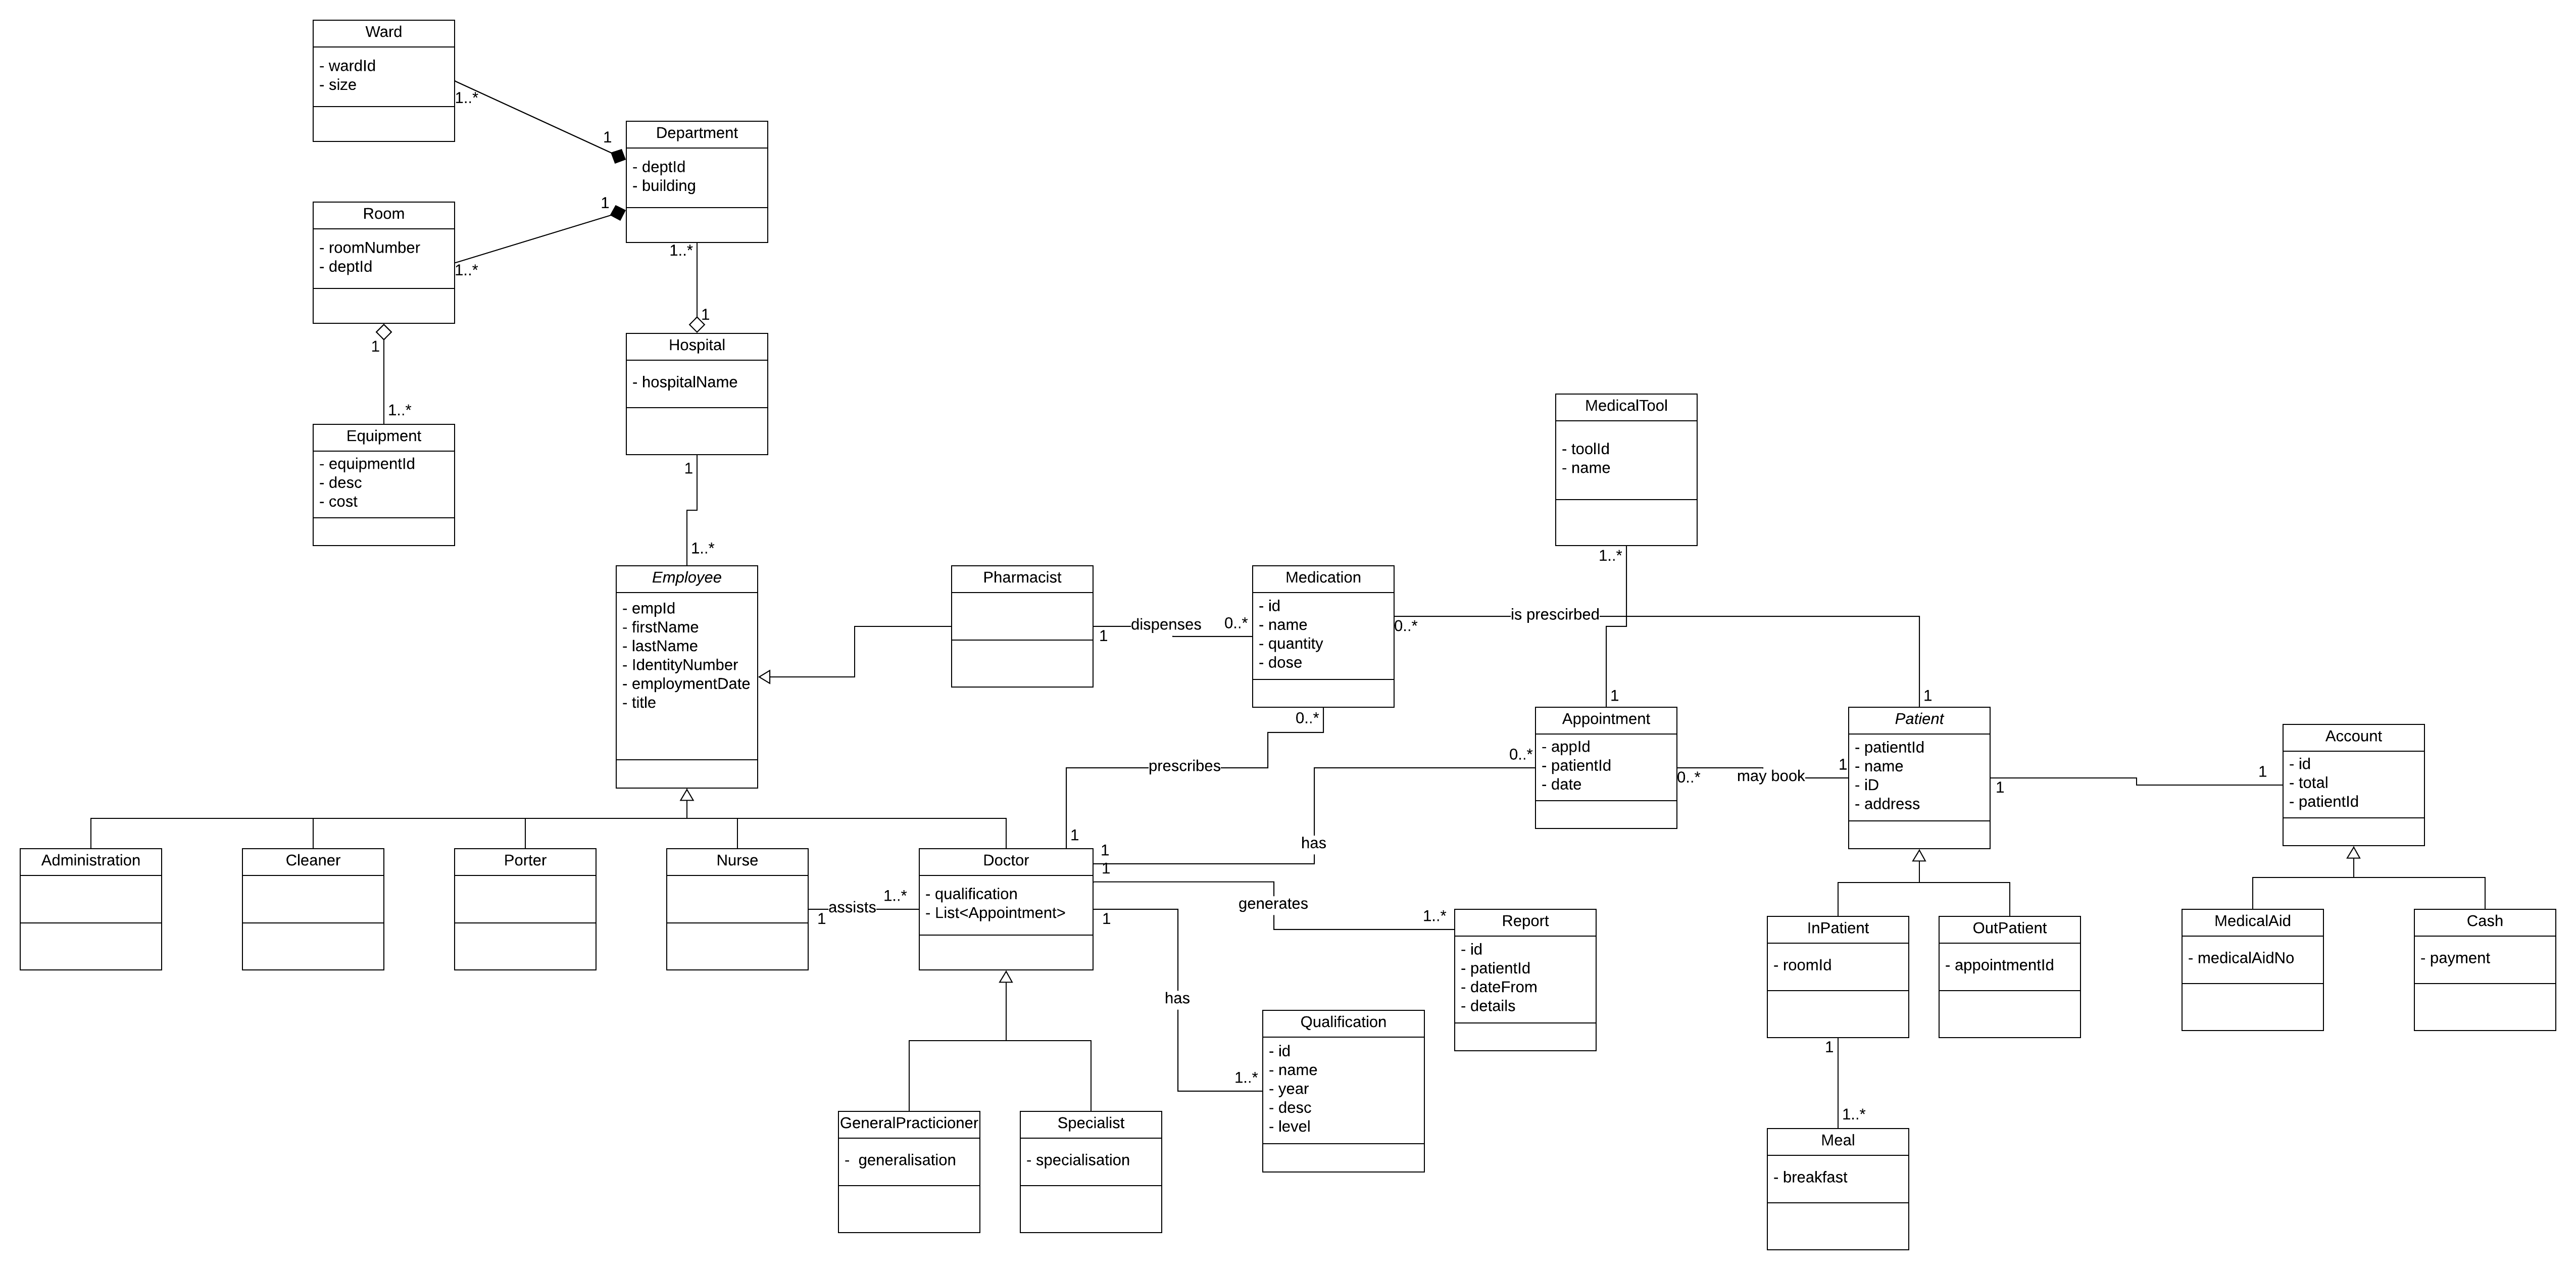 Ward
- wardId
- size
1..*
1
Department
- deptId
- building
1
1..*
Room
- roomNumber
- deptId
1..*
1
1
Hospital
- hospitalName
1
1..*
Equipment
- equipmentId
- desc
- cost
1
1..*
MedicalTool
- toolId
- name
1..*
Employee
- empId
- firstName
- lastName
- IdentityNumber
- employmentDate
- title
Pharmacist
1
dispenses
0..*
Medication
- id
- name
- quantity
- dose
0..*
is prescirbed
0..*
prescribes
1
1
Appointment
- appId
- patientId
- date
0..*
0..*
may book
1
Patient
- patientId
- name
- iD
- address
1
1
Account
- id
- total
- patientId
Administration
Cleaner
Porter
Nurse
1
assists
1..*
Doctor
- qualification
- List<Appointment>
1
1
1
1
has
generates
1..*
has
1..*
Report
- id
- patientId
- dateFrom
- details
InPatient
- roomId
OutPatient
- appointmentId
MedicalAid
- medicalAidNo
Cash
- payment
Qualification
- id
- name
- year
- desc
- level
1
1..*
GeneralPracticioner
- generalisation
Specialist
- specialisation
Meal
- breakfast